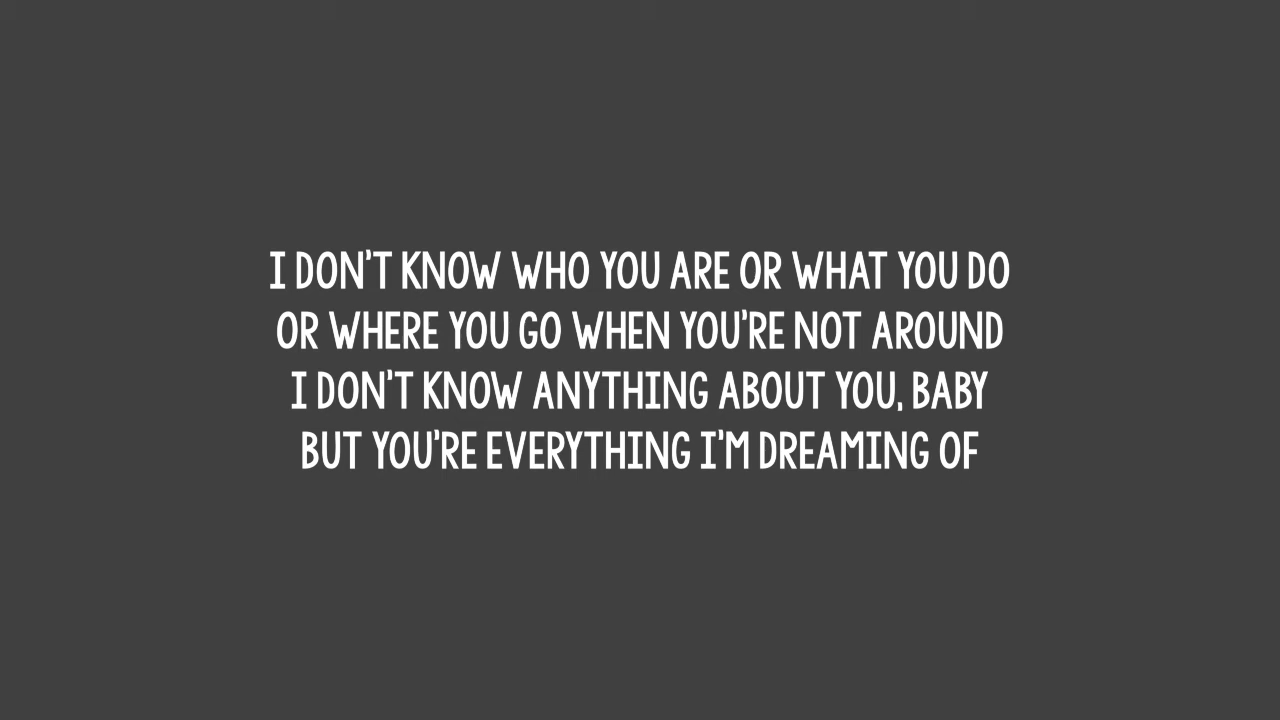 I DON'T KNOW WHO YOU ARE OR WHAT YOU DO
OR WHERE YOU GO WHEN YOU'RE NOT AROUND
I DON'T KNOW ANYTHING ABOUT YOU, BABY
BUT YOU'RE EVERYTHING I'M DREAMING OF